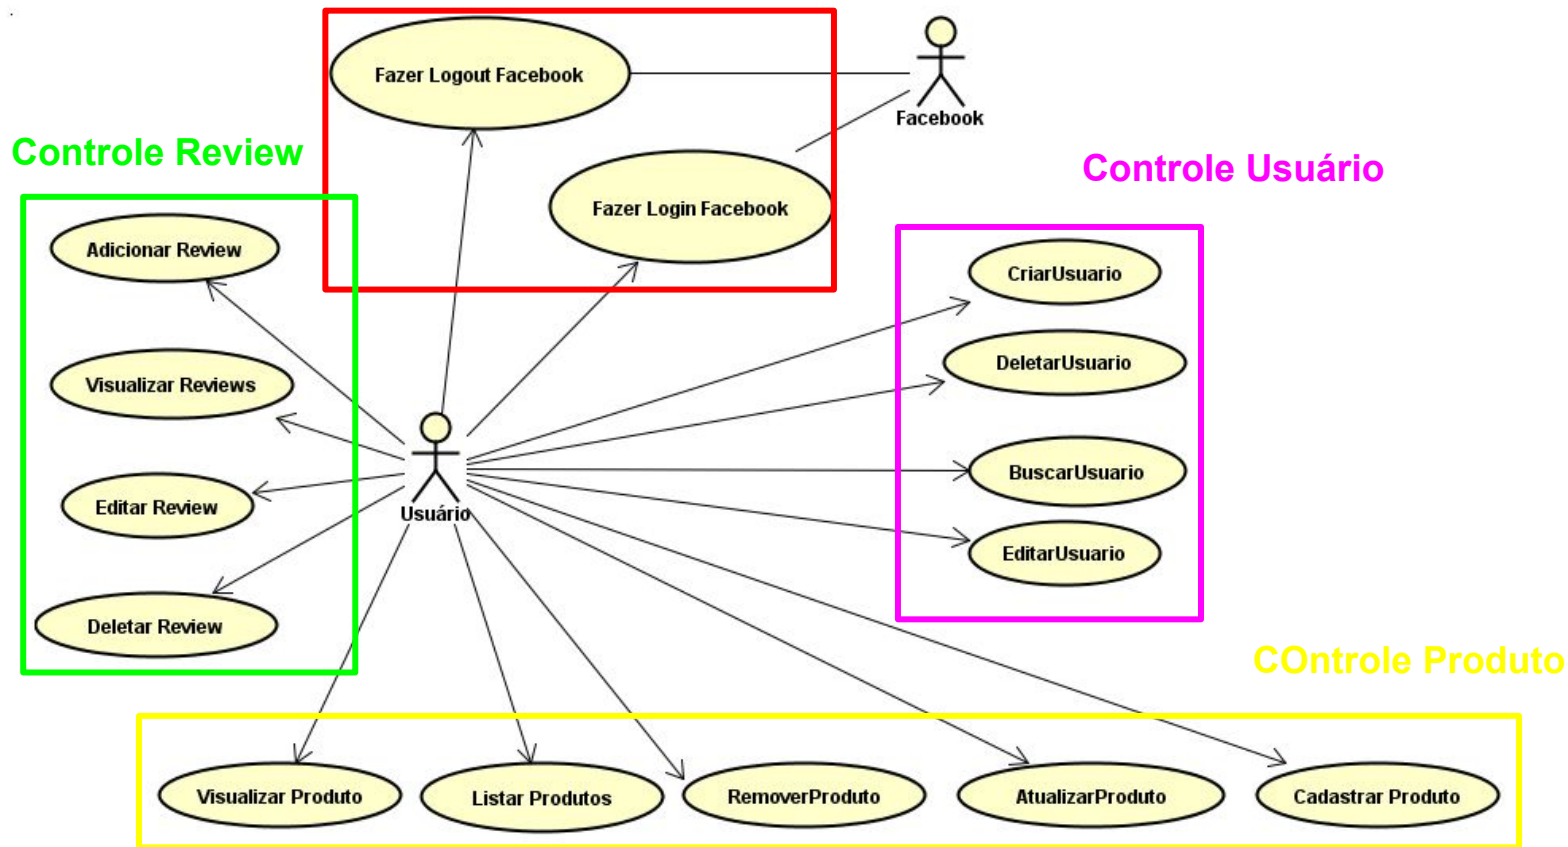 Fazer Logout Facebook
Facebook
Controle Review
Controle Usuário
Fazer Login Facebook
Adicionar Review
CriarUsuario
DeletarUsuario
Visualizar Reviews
BuscarUsuario
Editar Review
Usuário
EditarUsuario
Deletar Review
COntrole Produto
Visualizar Produto
Listar Produtos
RemoverProduto
AtualizarProduto
Cadastrar Produto